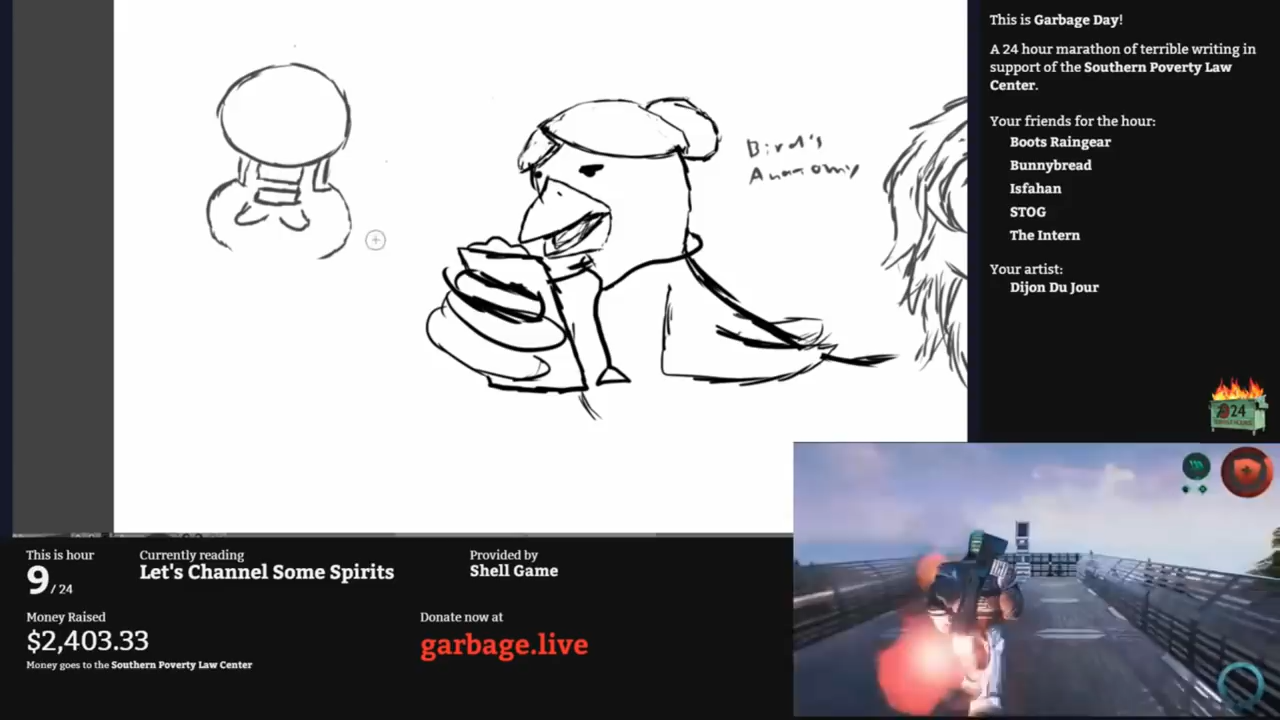 Bird's
Anatomy
This is Garbage Day!
A 24 hour marathon of terrible writing in
support of the Southern Poverty Law
Center.
Your friends for the hour:
Boots Raingear
Bunnybread
Isfahan
STOG
The Intern
Your artist:
Dijon Du Jour
24
This is hour
9 / 24
Currently reading
Let's Channel Some Spirits
Provided by
Shell Game
Money Raised
$2,403.33
Money goes to the Southern Poverty Law Center
Donate now at
garbage.live